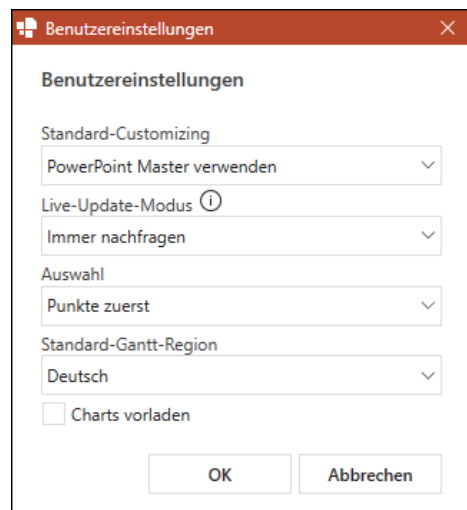 Benutzereinstellungen
Benutzereinstellungen
Standard-Customizing
PowerPoint Master verwenden
Live-Update-Modus
Immer nachfragen
Auswahl
Punkte zuerst
Standard-Gantt-Region
Deutsch
Charts vorladen
OK Abbrechen